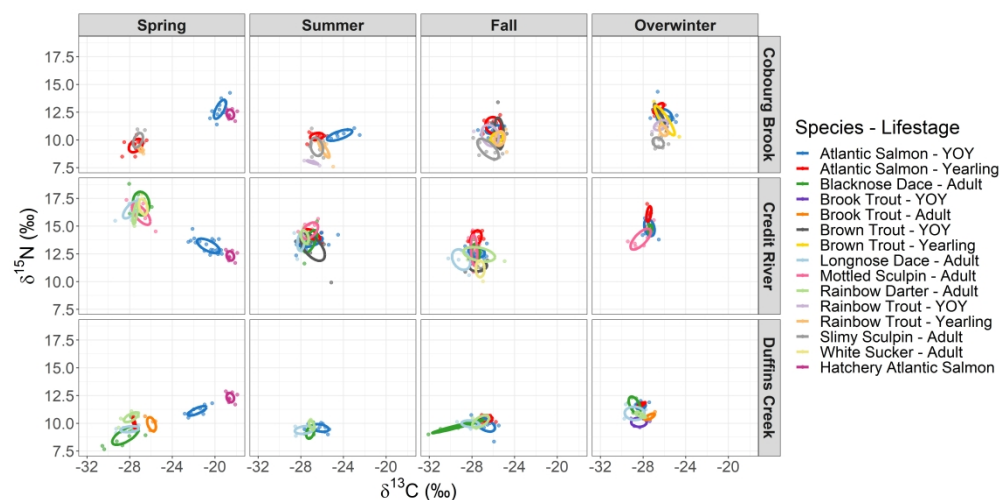 Spring Summer Fall Overwinter
17.5
15.0
12.5
10.0
7.5
Cobourg Brook
17.5
15.0
12.5
10.0
7.5
Credit River
17.5
15.0
12.5
10.0
7.5
Duffins Creek
δ¹⁵N (‰)
-32 -28 -24 -20 -32 -28 -24 -20 -32 -28 -24 -20 -32 -28 -24 -20
δ¹³C (‰)
Species - Lifestage
Atlantic Salmon - YOY
Atlantic Salmon - Yearling
Blacknose Dace - Adult
Brook Trout - YOY
Brook Trout - Adult
Brown Trout - YOY
Brown Trout - Yearling
Longnose Dace - Adult
Mottled Sculpin - Adult
Rainbow Darter - Adult
Rainbow Trout - YOY
Rainbow Trout - Yearling
Slimy Sculpin - Adult
White Sucker - Adult
Hatchery Atlantic Salmon